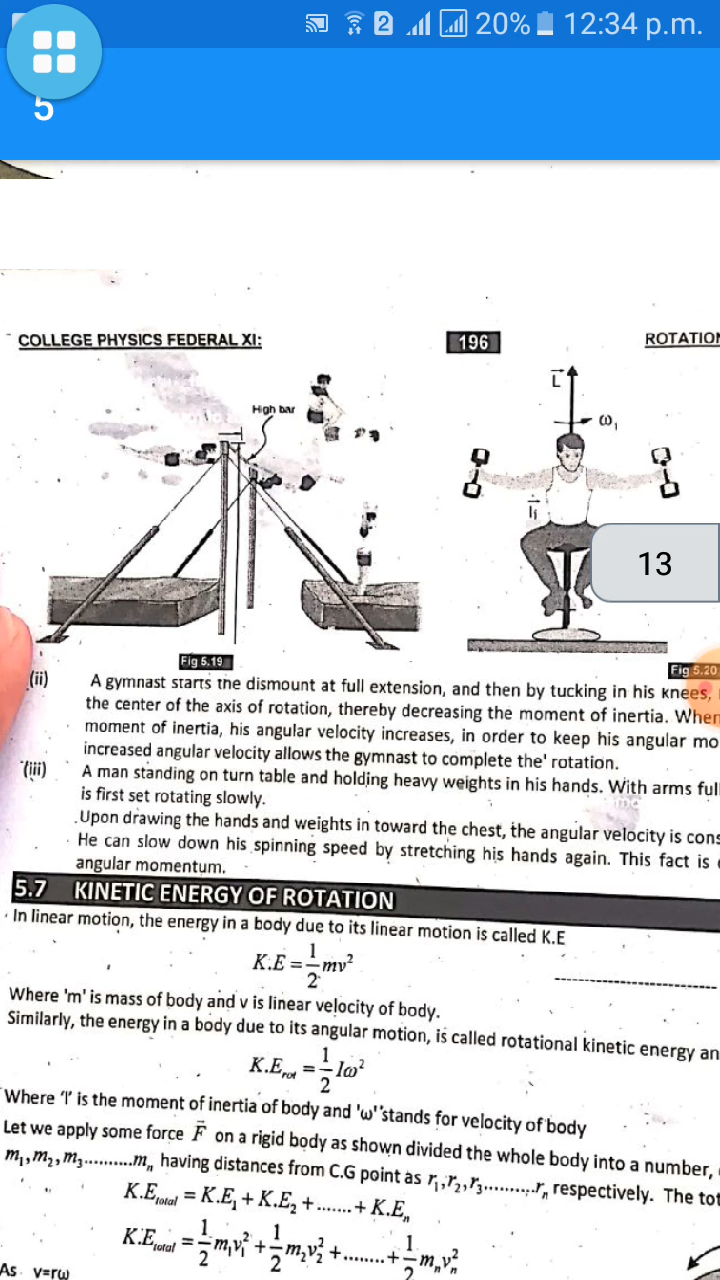 20% 12:34 p.m.
5
COLLEGE PHYSICS FEDERAL XI:
196
ROTATION
L
High bar
ω₁
I₁
13
Fig 5.19
Fig 5.20
(ii) A gymnast starts the dismount at full extension, and then by tucking in his knees,
the center of the axis of rotation, thereby decreasing the moment of inertia. When
moment of inertia, his angular velocity increases, in order to keep his angular mo
increased angular velocity allows the gymnast to complete the' rotation.
(iii) A man standing on turn table and holding heavy weights in his hands. With arms ful
is first set rotating slowly.
Upon drawing the hands and weights in toward the chest, the angular velocity is cons
He can slow down his spinning speed by stretching his hands again. This fact is
angular momentum.
5.7 KINETIC ENERGY OF ROTATION
In linear motion, the energy in a body due to its linear motion is called K.E
K.E = 1/2 mv²
Where 'm' is mass of body and v is linear velocity of body.
Similarly, the energy in a body due to its angular motion, is called rotational kinetic energy an
K.E_rot = 1/2 Iω²
Where 'I' is the moment of inertia of body and 'ω' stands for velocity of body
Let we apply some force F⃗ on a rigid body as shown divided the whole body into a number,
m₁, m₂, m₃..........mₙ having distances from C.G point as r₁, r₂, r₃..........rₙ respectively. The tot
K.E_total = K.E₁ + K.E₂ + ....... + K.Eₙ
K.E_total = 1/2 m₁v₁² + 1/2 m₂v₂² + ........ + 1/2 mₙvₙ²
As v=rω